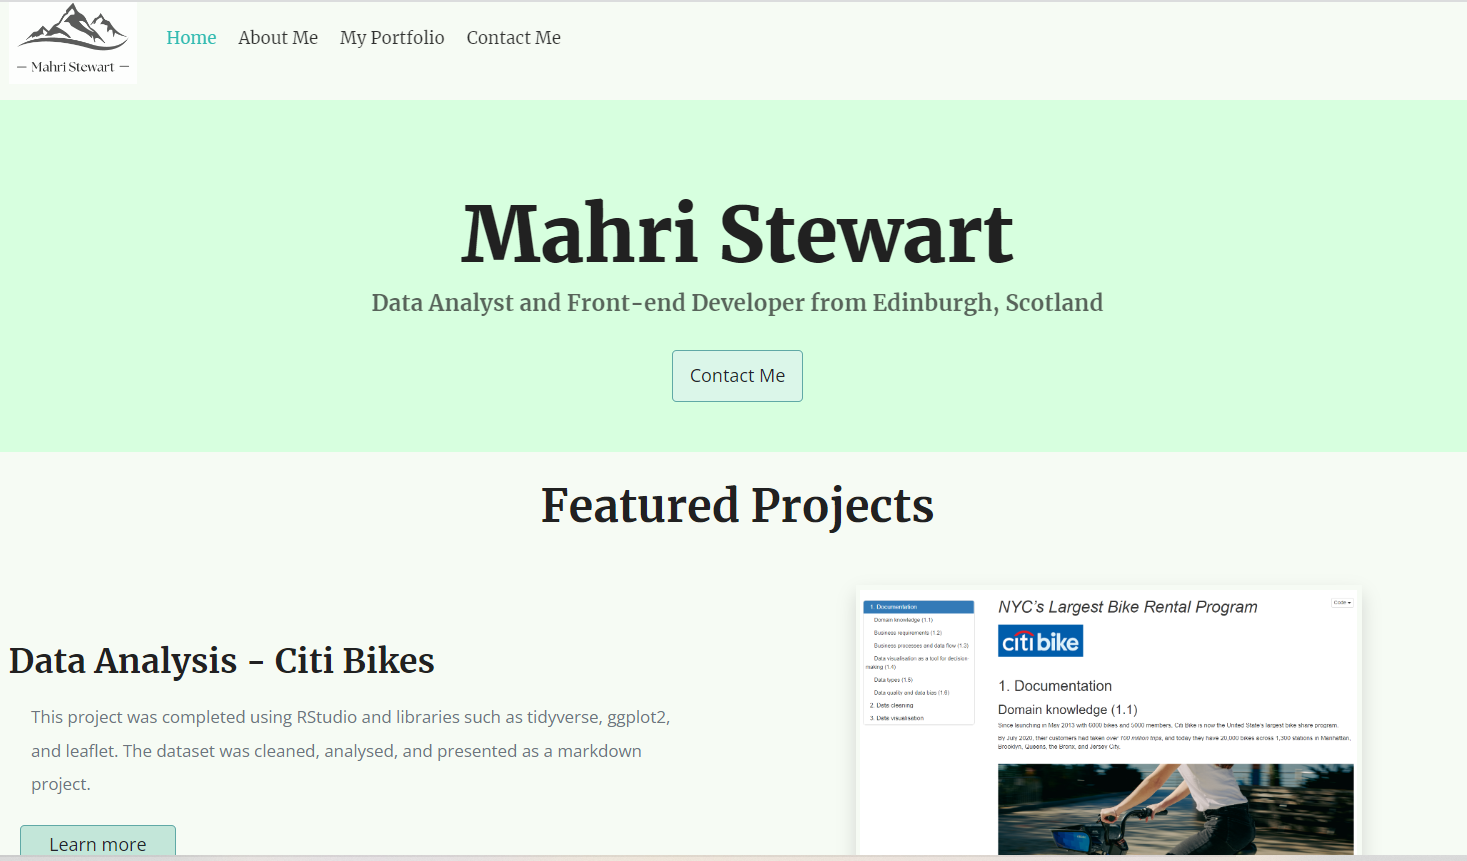 — Mahri Stewart —
Home About Me My Portfolio Contact Me
Mahri Stewart
Data Analyst and Front-end Developer from Edinburgh, Scotland
Contact Me
Featured Projects
Data Analysis - Citi Bikes
This project was completed using RStudio and libraries such as tidyverse, ggplot2,
and leaflet. The dataset was cleaned, analysed, and presented as a markdown
project.
Learn more
1. Documentation
Domain knowledge (1.1)
Business requirements (1.2)
Business processes and data flow (1.3)
Data visualisation as a tool for decision-
making (1.4)
Data types (1.5)
Data quality and data bias (1.6)
2. Data cleaning
3. Data visualisation
NYC's Largest Bike Rental Program
Code
citi bike
1. Documentation
Domain knowledge (1.1)
Since launching in May 2013 with 6000 bikes and 5000 members, Citi Bike is now the United State's largest bike share program.
By July 2020, their customers had taken over 100 million trips, and today they have 20,000 bikes across 1,300 stations in Manhattan,
Brooklyn, Queens, the Bronx, and Jersey City.